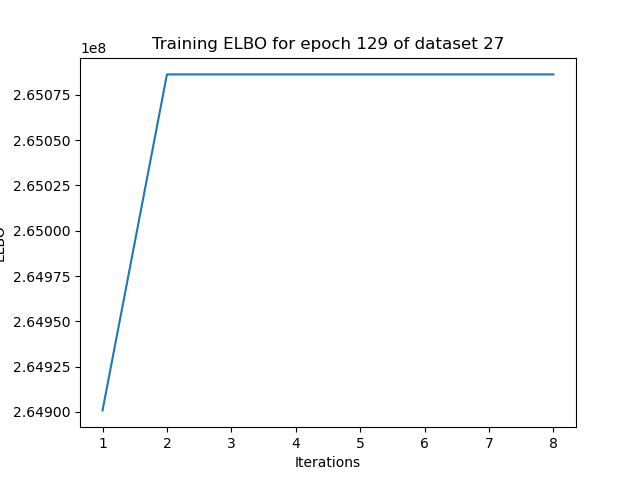 Training ELBO for epoch 129 of dataset 27
1e8
2.65075
2.65050
2.65025
2.65000
2.64975
2.64950
2.64925
2.64900
ELBO
1 2 3 4 5 6 7 8
Iterations